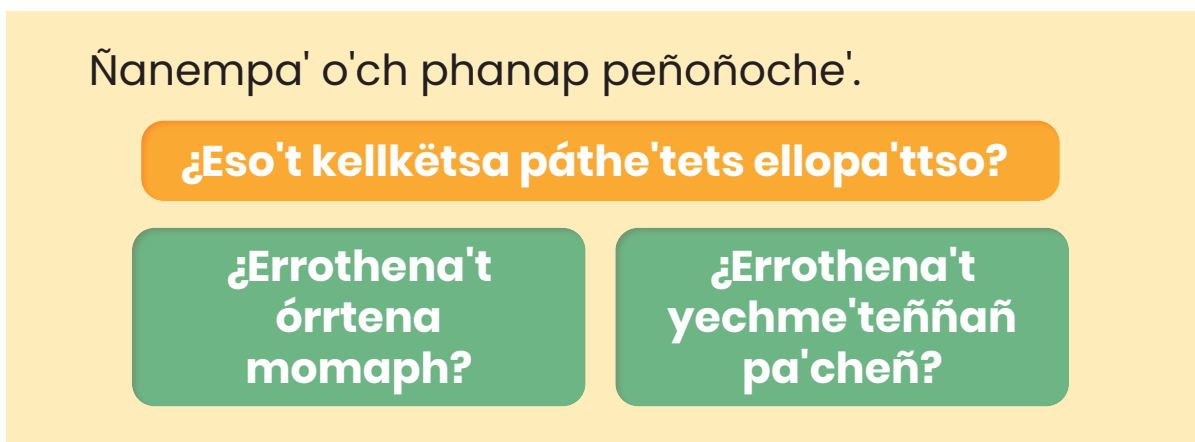 Ñanempa' o'ch phanap peñoñoche'.
¿Eso't kellkëtsa páthe'tets ellopa'ttso?
¿Errothena't
órrtena
momaph?
¿Errothena't
yechme'teññañ
pa'cheñ?